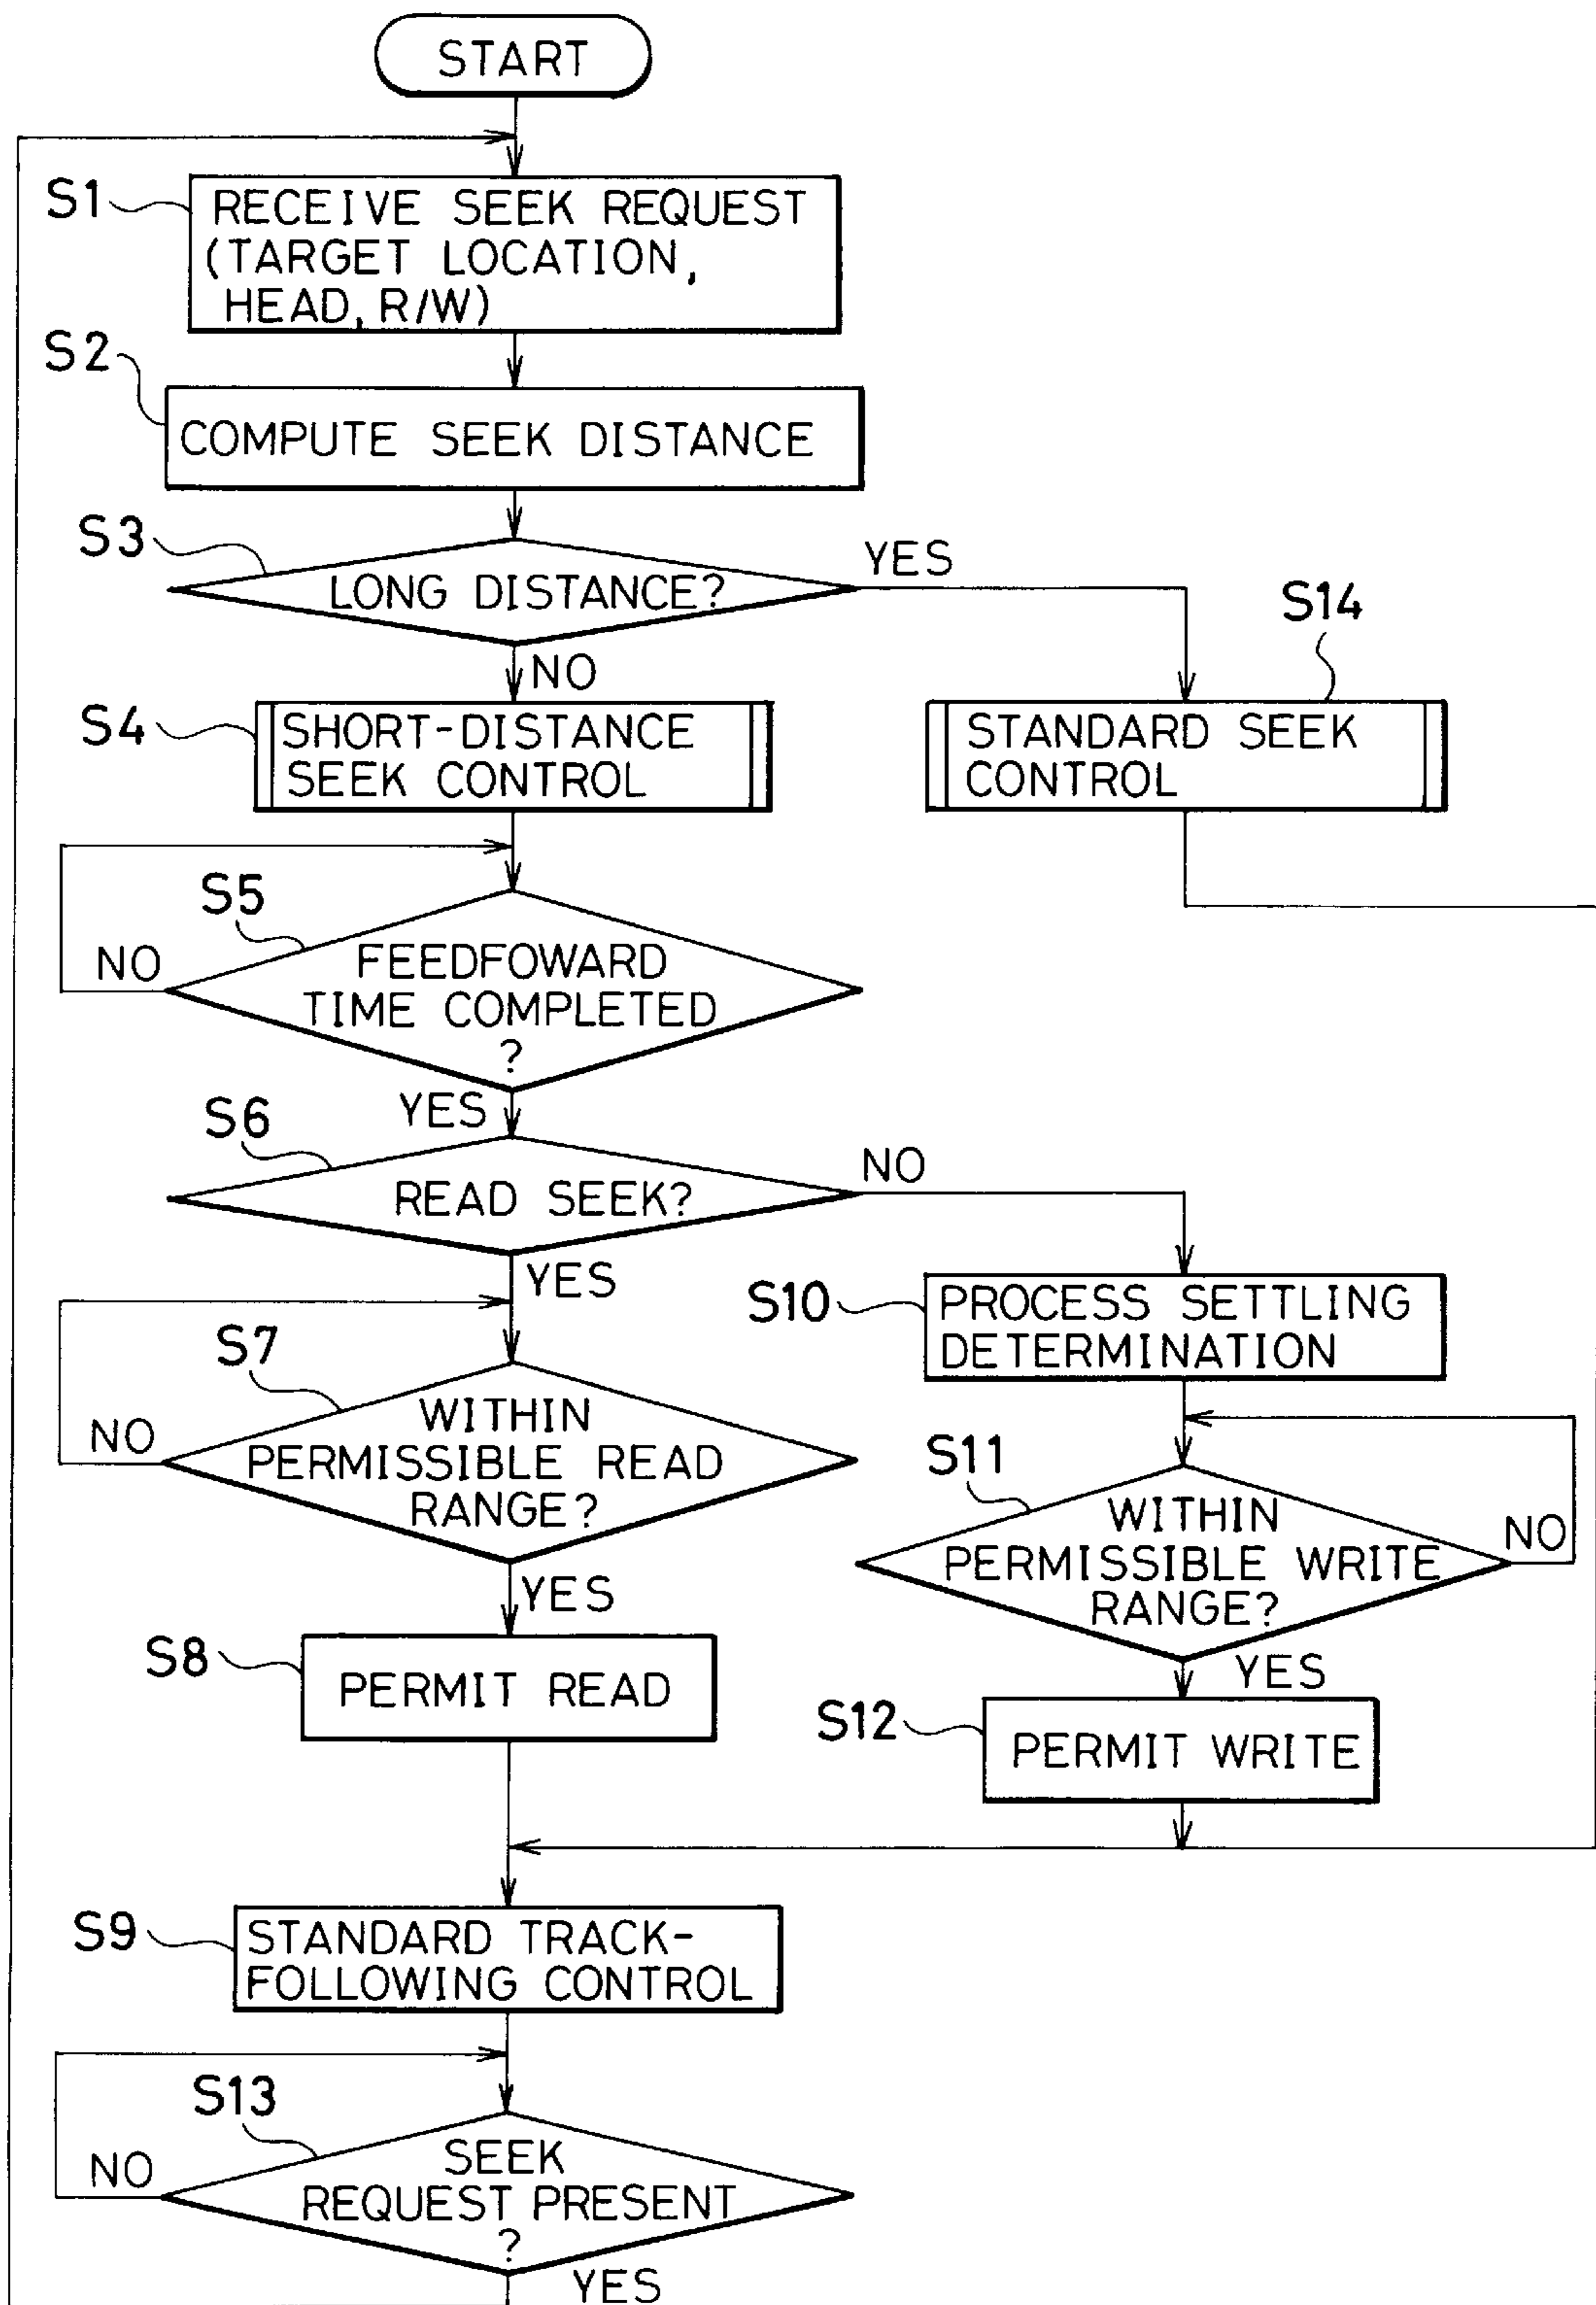 START
S1
RECEIVE SEEK REQUEST
(TARGET LOCATION,
HEAD, R/W)
S2
COMPUTE SEEK DISTANCE
S3
LONG DISTANCE?
YES
NO
S14
S4
SHORT-DISTANCE
SEEK CONTROL
STANDARD SEEK
CONTROL
S5
NO
FEEDFOWARD
TIME COMPLETED
?
YES
S6
READ SEEK?
NO
YES
S10
PROCESS SETTLING
DETERMINATION
S7
NO
WITHIN
PERMISSIBLE READ
RANGE?
YES
S11
WITHIN
PERMISSIBLE WRITE
RANGE?
NO
YES
S8
PERMIT READ
S12
PERMIT WRITE
S9
STANDARD TRACK-
FOLLOWING CONTROL
S13
NO
SEEK
REQUEST PRESENT
?
YES